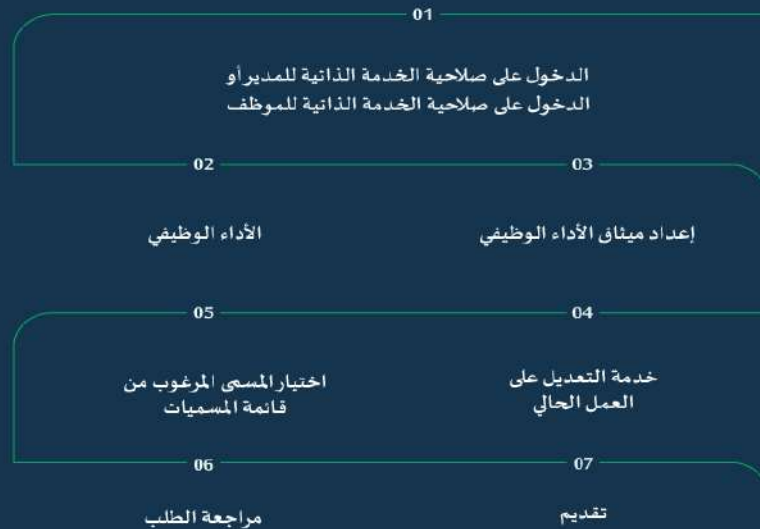 01
الدخول على صلاحية الخدمة الذاتية للمدير أو
الدخول على صلاحية الخدمة الذاتية للموظف
02
الأداء الوظيفي
03
إعداد ميثاق الأداء الوظيفي
04
خدمة التعديل على
العمل الحالي
05
اختيار المسمى المرغوب من
قائمة المسميات
06
مراجعة الطلب
07
تقديم